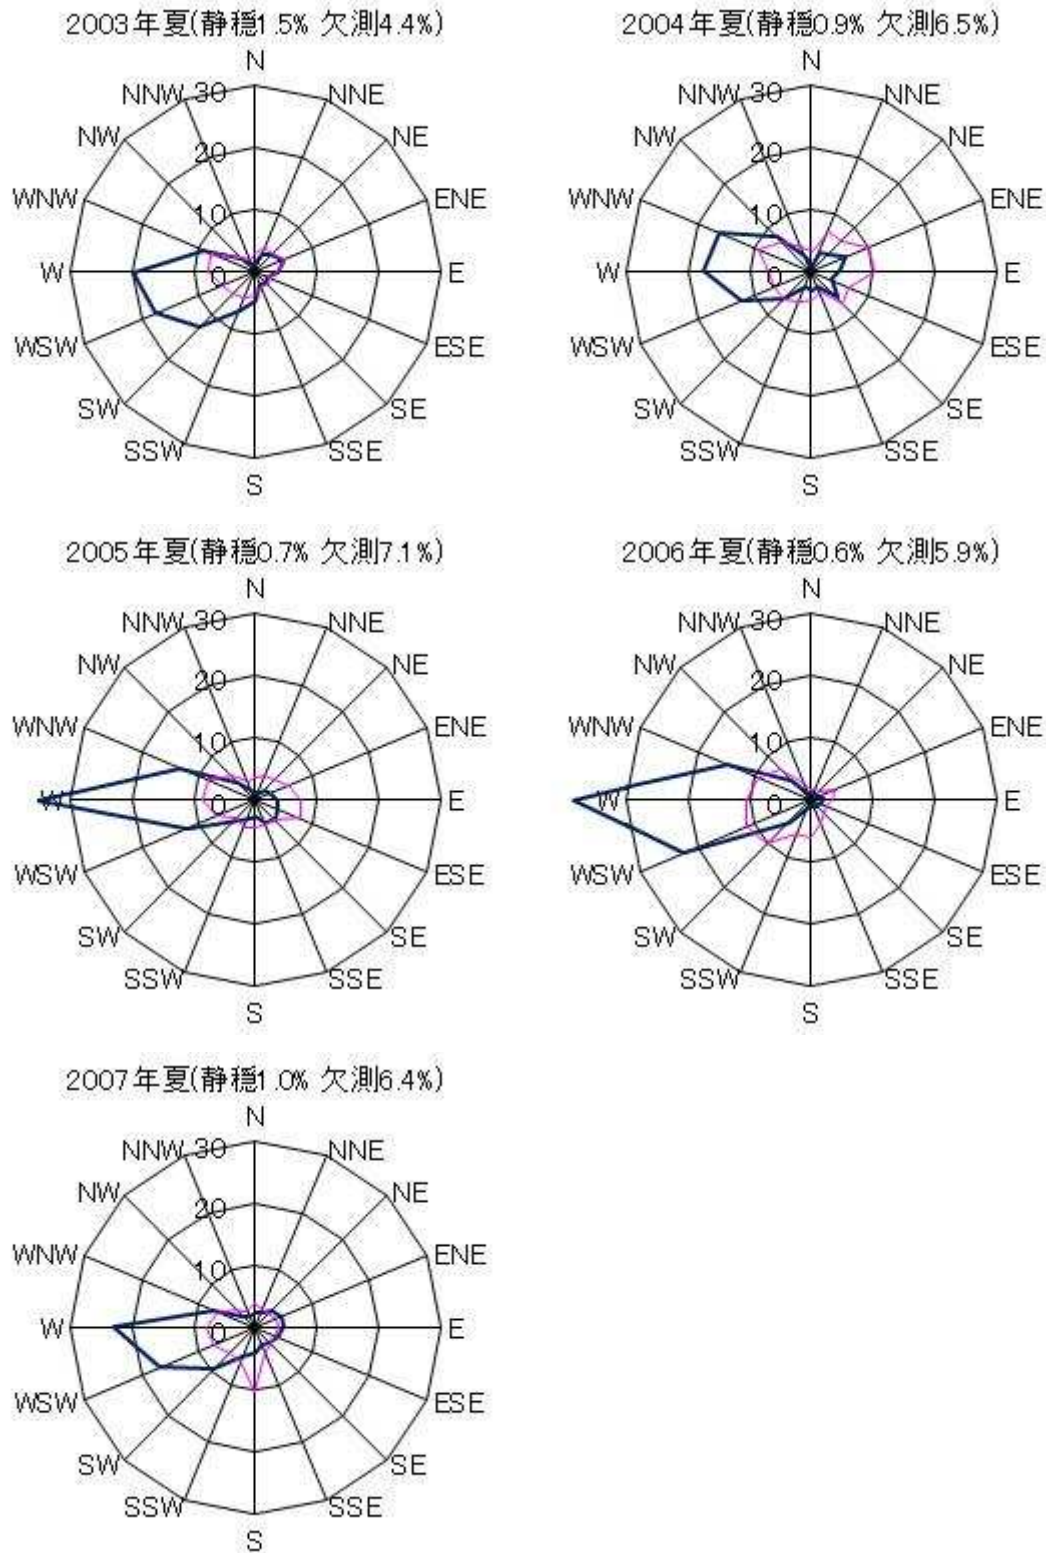 2003年夏(静穏1.5% 欠測4.4%)
N
NNW 30 NNE
NW 20 NE
WNW 10 ENE
W 0 E
WSW ESE
SW SE
SSW SSE
S
2004年夏(静穏0.9% 欠測6.5%)
N
NNW 30 NNE
NW 20 NE
WNW 10 ENE
W 0 E
WSW ESE
SW SE
SSW SSE
S
2005年夏(静穏0.7% 欠測7.1%)
N
NNW 30 NNE
NW 20 NE
WNW 10 ENE
W 0 E
WSW ESE
SW SE
SSW SSE
S
2006年夏(静穏0.6% 欠測5.9%)
N
NNW 30 NNE
NW 20 NE
WNW 10 ENE
W 0 E
WSW ESE
SW SE
SSW SSE
S
2007年夏(静穏1.0% 欠測6.4%)
N
NNW 30 NNE
NW 20 NE
WNW 10 ENE
W 0 E
WSW ESE
SW SE
SSW SSE
S